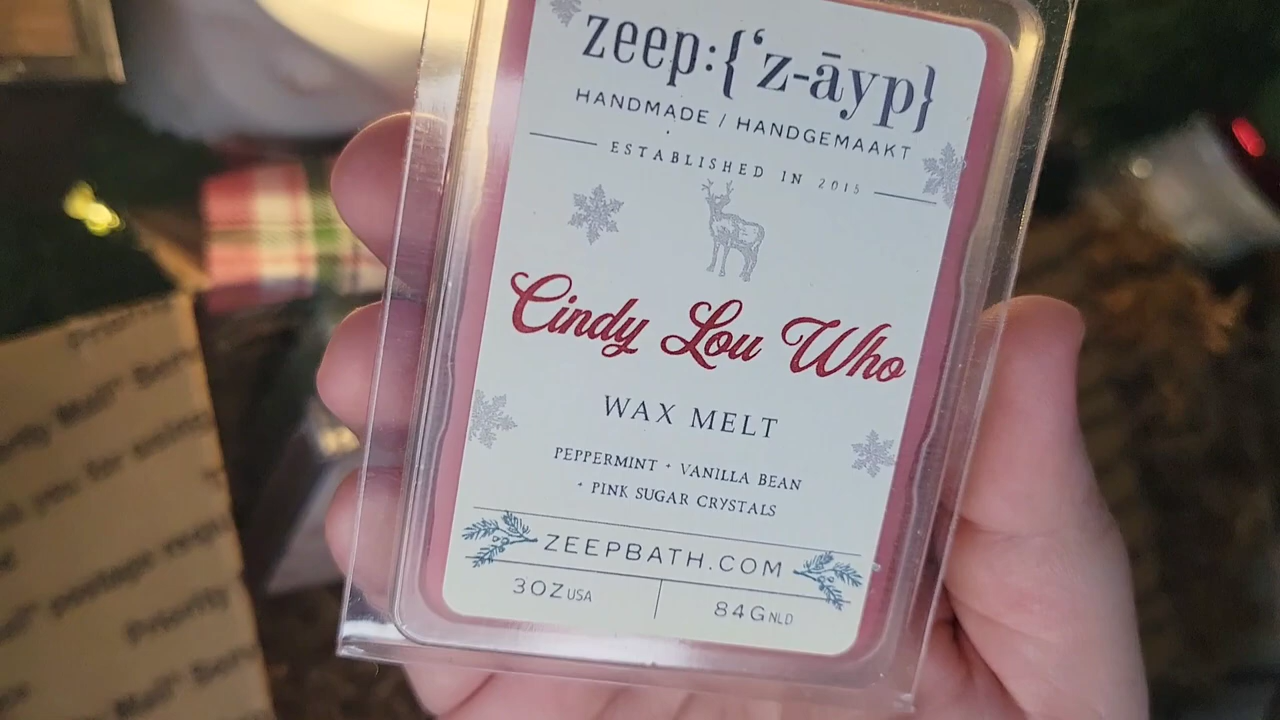 zeep:{‘z-āyp}
HANDMADE / HANDGEMAAKT
ESTABLISHED IN 2015
Cindy Lou Who
WAX MELT
PEPPERMINT + VANILLA BEAN
+ PINK SUGAR CRYSTALS
ZEEPBATH.COM
3OZ USA
84G NLD
Priority